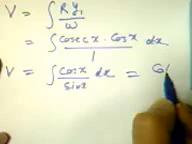 V = ∫ R y₁ / ω
= ∫ cosec x · cos x / 1 dx
V = ∫ cos x / sin x dx =